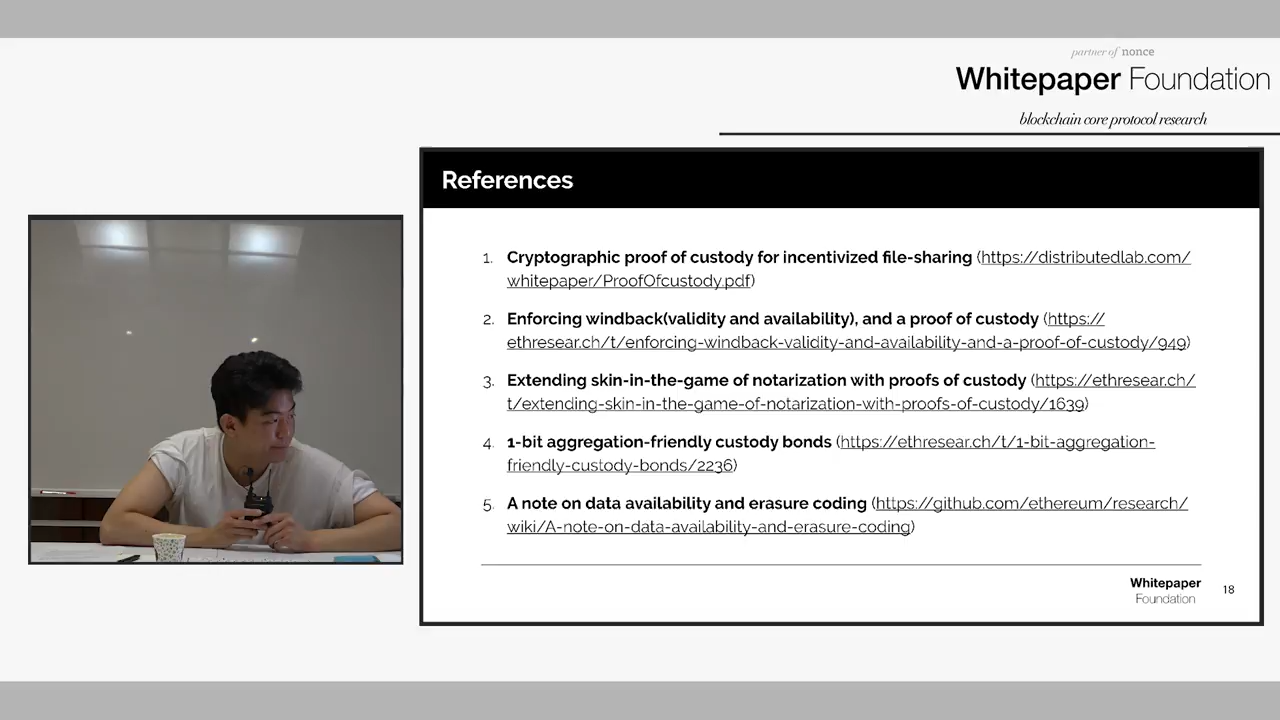 partner of nonce
Whitepaper Foundation
blockchain core protocol research
References
1. Cryptographic proof of custody for incentivized file-sharing (https://distributedlab.com/
whitepaper/ProofOfcustody.pdf)
2. Enforcing windback(validity and availability), and a proof of custody (https://
ethresear.ch/t/enforcing-windback-validity-and-availability-and-a-proof-of-custody/949)
3. Extending skin-in-the-game of notarization with proofs of custody (https://ethresear.ch/
t/extending-skin-in-the-game-of-notarization-with-proofs-of-custody/1639)
4. 1-bit aggregation-friendly custody bonds (https://ethresear.ch/t/1-bit-aggregation-
friendly-custody-bonds/2236)
5. A note on data availability and erasure coding (https://github.com/ethereum/research/
wiki/A-note-on-data-availability-and-erasure-coding)
Whitepaper
Foundation
18